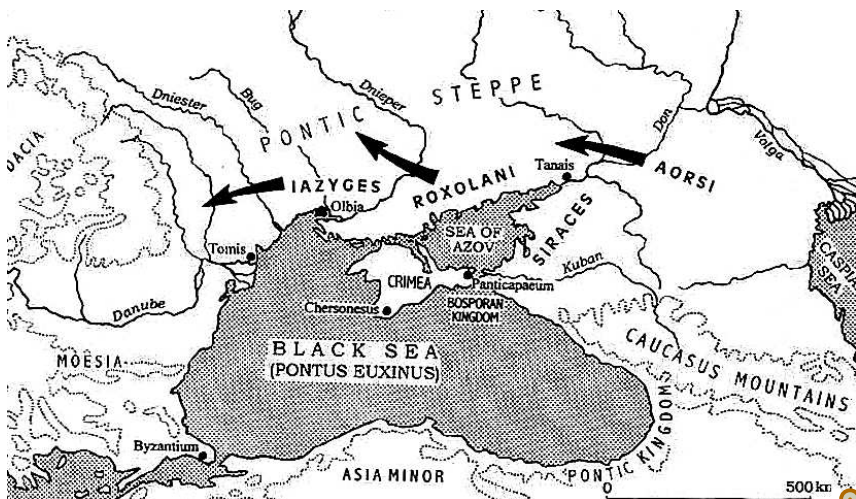 Dniester
Bug
Dnieper
STEPPE
PONTIC
Don
Volga
DACIA
IAZYGES
ROXOLANI
Tanais
AORSI
Olbia
SEA OF
AZOV
SIRACES
Tomis
CRIMEA
Kuban
Panticapaeum
CASPIAN
SEA
Danube
Chersonesus
BOSPORAN
KINGDOM
MOESIA
BLACK SEA
(PONTUS EUXINUS)
CAUCASUS MOUNTAINS
Byzantium
ASIA MINOR
PONTIC KINGDOM
0
500 km